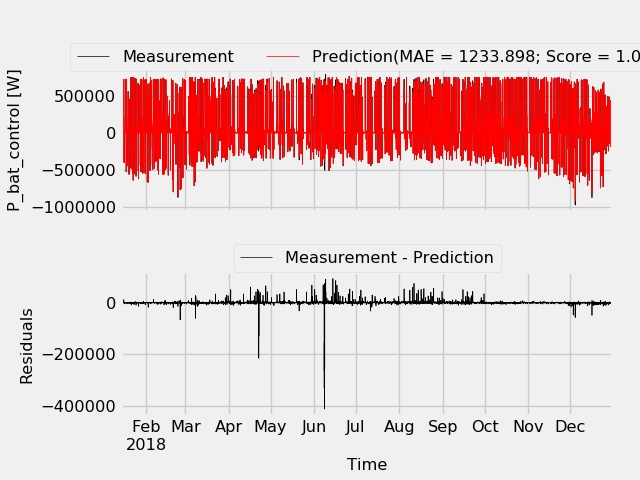 Measurement Prediction(MAE = 1233.898; Score = 1.0
P_bat_control [W]
500000
0
−500000
−1000000
Measurement - Prediction
Residuals
0
−200000
−400000
Feb Mar Apr May Jun Jul Aug Sep Oct Nov Dec
2018
Time